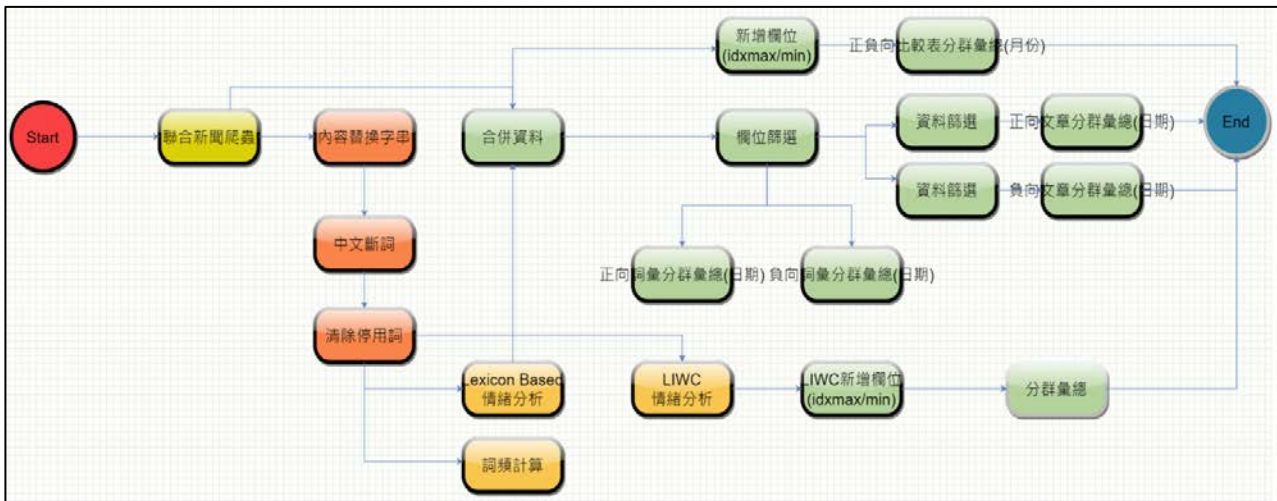 新增欄位
(idxmax/min)
正負向比較表分群彙總(月份)
Start
聯合新聞爬蟲
內容替換字串
合併資料
欄位篩選
資料篩選
正向文章分群彙總(日期)
End
資料篩選
負向文章分群彙總(日期)
中文斷詞
正向詞彙分群彙總(日期)
負向詞彙分群彙總(日期)
清除停用詞
Lexicon Based
情緒分析
LIWC
情緒分析
LIWC新增欄位
(idxmax/min)
分群彙總
詞頻計算